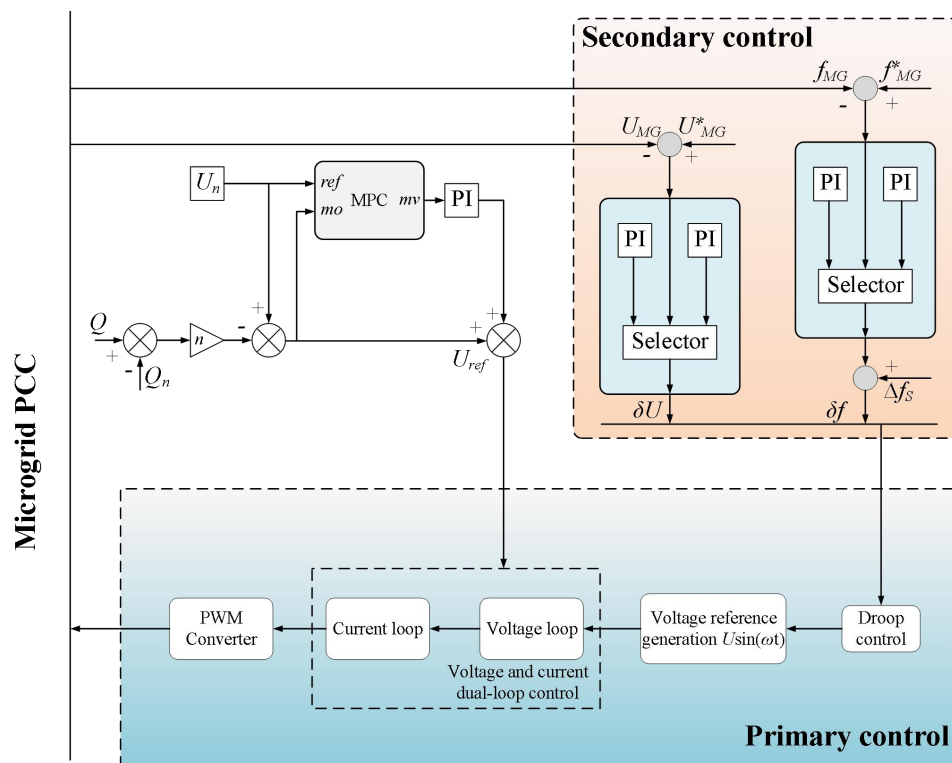 Secondary control
f_MG f*_MG
- +
U_MG U*_MG
- +
PI PI
Selector
PI PI
Selector
+
Δf_S
δU δf
U_n
ref
mo
MPC
mv
PI
Q
+
-
Q_n
n
-
+
+
+
U_ref
Microgrid PCC
PWM
Converter
Current loop
Voltage loop
Voltage and current
dual-loop control
Voltage reference
generation Usin(ωt)
Droop
control
Primary control